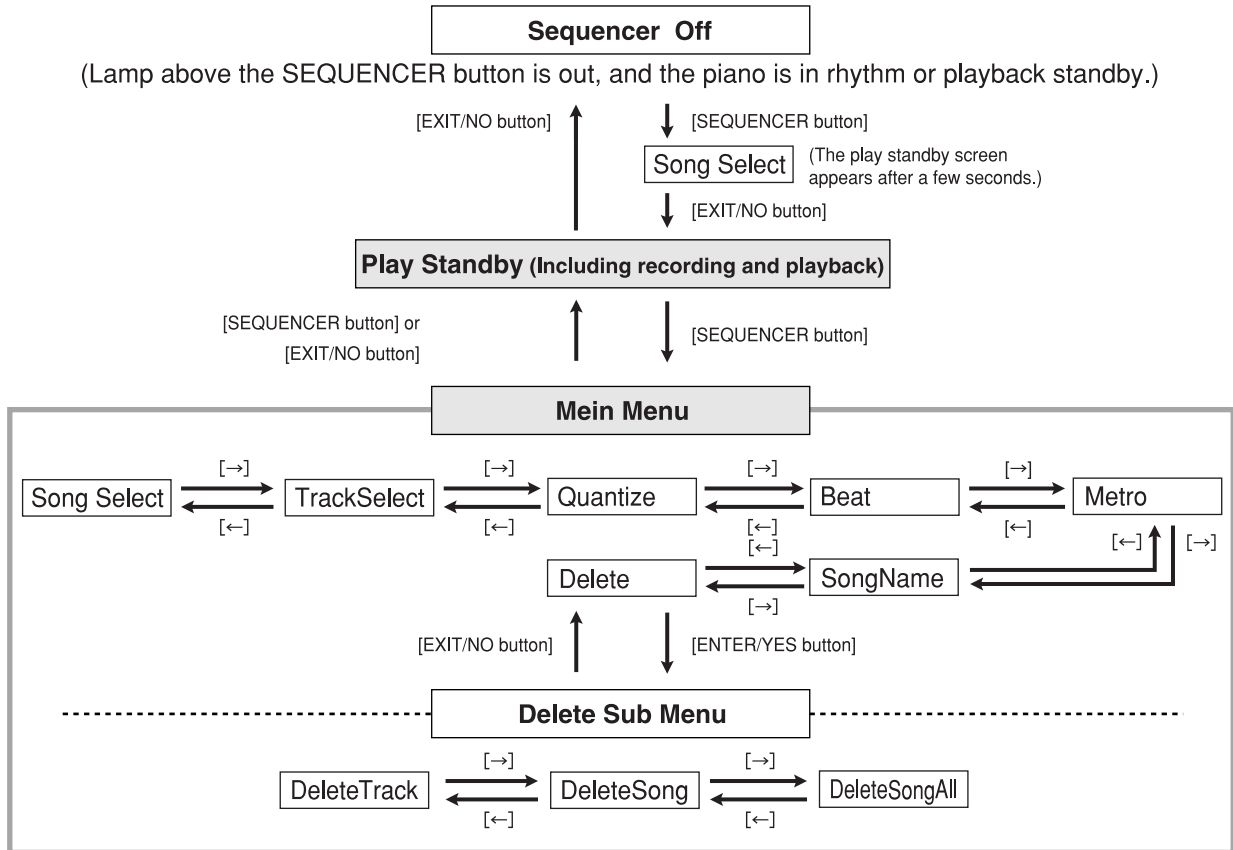 Sequencer Off
(Lamp above the SEQUENCER button is out, and the piano is in rhythm or playback standby.)
[EXIT/NO button]
[SEQUENCER button]
Song Select
(The play standby screen
appears after a few seconds.)
[EXIT/NO button]
Play Standby (Including recording and playback)
[SEQUENCER button] or
[EXIT/NO button]
[SEQUENCER button]
Mein Menu
[→] [→] [→] [→]
Song Select TrackSelect Quantize Beat Metro
[←] [←] [←] [←]
[←] [→]
[←]
Delete SongName
[→]
[EXIT/NO button] [ENTER/YES button]
Delete Sub Menu
[→] [→]
DeleteTrack DeleteSong DeleteSongAll
[←] [←]